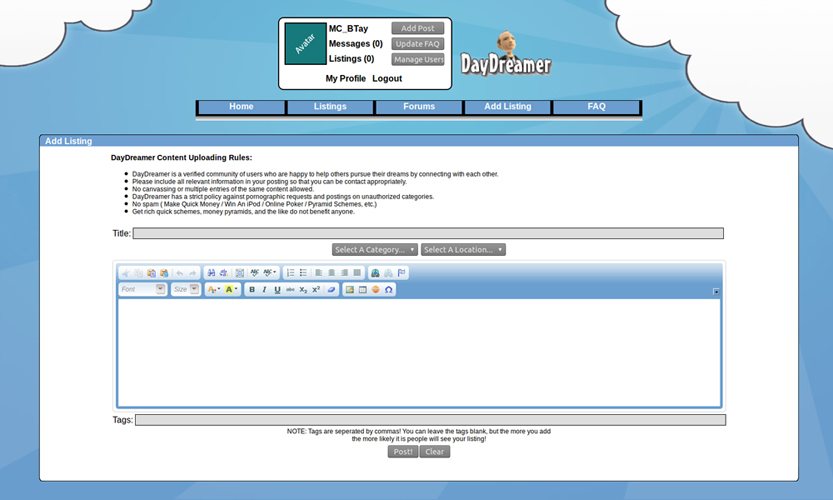 Avatar
MC_BTay
Add Post
Messages (0)
Update FAQ
Listings (0)
Manage Users
My Profile Logout
DayDreamer
Home Listings Forums Add Listing FAQ
Add Listing
DayDreamer Content Uploading Rules:
DayDreamer is a verified community of users who are happy to help others pursue their dreams by connecting with each other.
Please include all relevant information in your posting so that you can be contact appropriately.
No canvassing or multiple entries of the same content allowed.
DayDreamer has a strict policy against pornographic requests and postings on unauthorized categories.
No spam ( Make Quick Money / Win An iPod / Online Poker / Pyramid Schemes, etc.)
Get rich quick schemes, money pyramids, and the like do not benefit anyone.
Title:
Select A Category... Select A Location...
Font Size A A B I U abc X₂ X² Ω
Tags:
NOTE: Tags are seperated by commas! You can leave the tags blank, but the more you add
the more likely it is people will see your listing!
Post! Clear